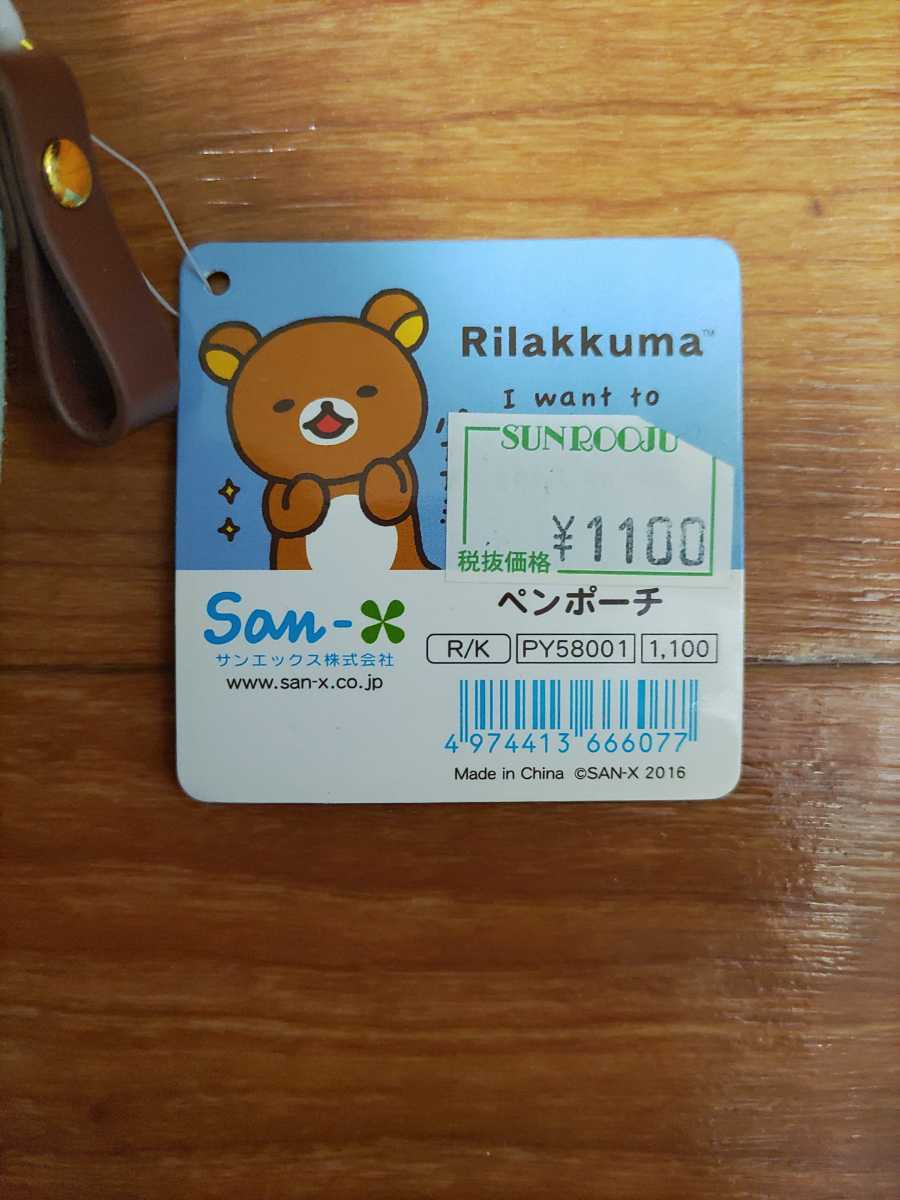 Rilakkuma™
I want to
SUNROOJU
税抜価格 ¥1100
ペンポーチ
San-X
サンエックス株式会社
www.san-x.co.jp
R/K PY58001 1,100
4 974413 666077
Made in China ©SAN-X 2016